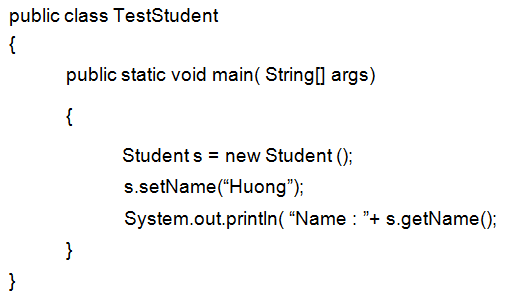 public class TestStudent
{
public static void main( String[] args)
{
Student s = new Student ();
s.setName(“Huong”);
System.out.println( “Name : ”+ s.getName();
}
}